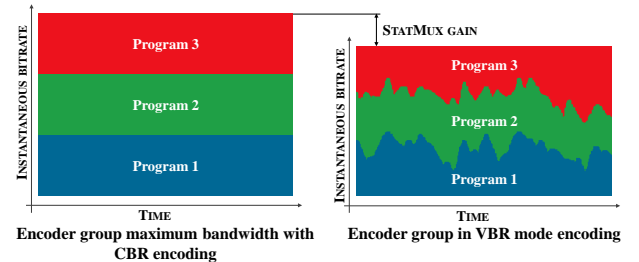 INSTANTANEOUS BITRATE
Program 3
Program 2
Program 1
TIME
Encoder group maximum bandwidth with
CBR encoding
STATMUX GAIN
INSTANTANEOUS BITRATE
Program 3
Program 2
Program 1
TIME
Encoder group in VBR mode encoding